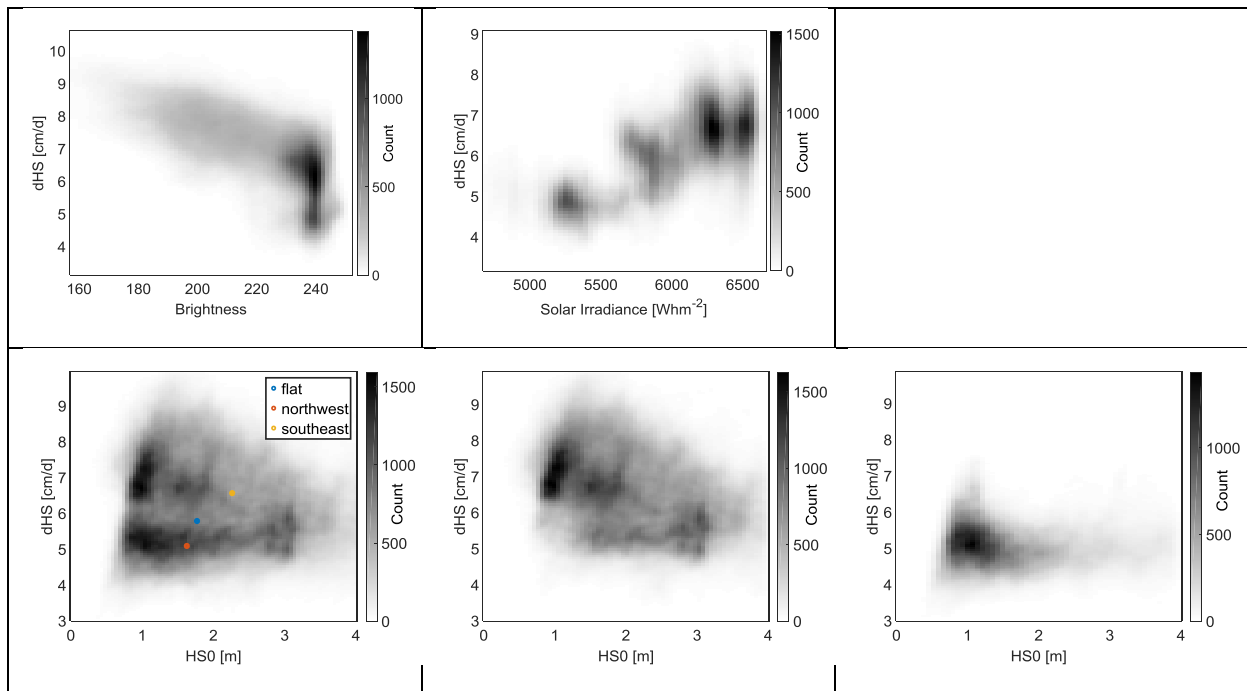 10
9
8
7
6
5
4
dHS [cm/d]
160 180 200 220 240
Brightness
1000
500
0
Count
9
8
7
6
5
4
dHS [cm/d]
5000 5500 6000 6500
Solar Irradiance [Whm⁻²]
1500
1000
500
0
Count
9
8
7
6
5
4
3
dHS [cm/d]
0 1 2 3 4
HS0 [m]
flat
northwest
southeast
1500
1000
500
0
Count
9
8
7
6
5
4
3
dHS [cm/d]
0 1 2 3 4
HS0 [m]
1500
1000
500
0
Count
9
8
7
6
5
4
3
dHS [cm/d]
0 1 2 3 4
HS0 [m]
1000
500
0
Count